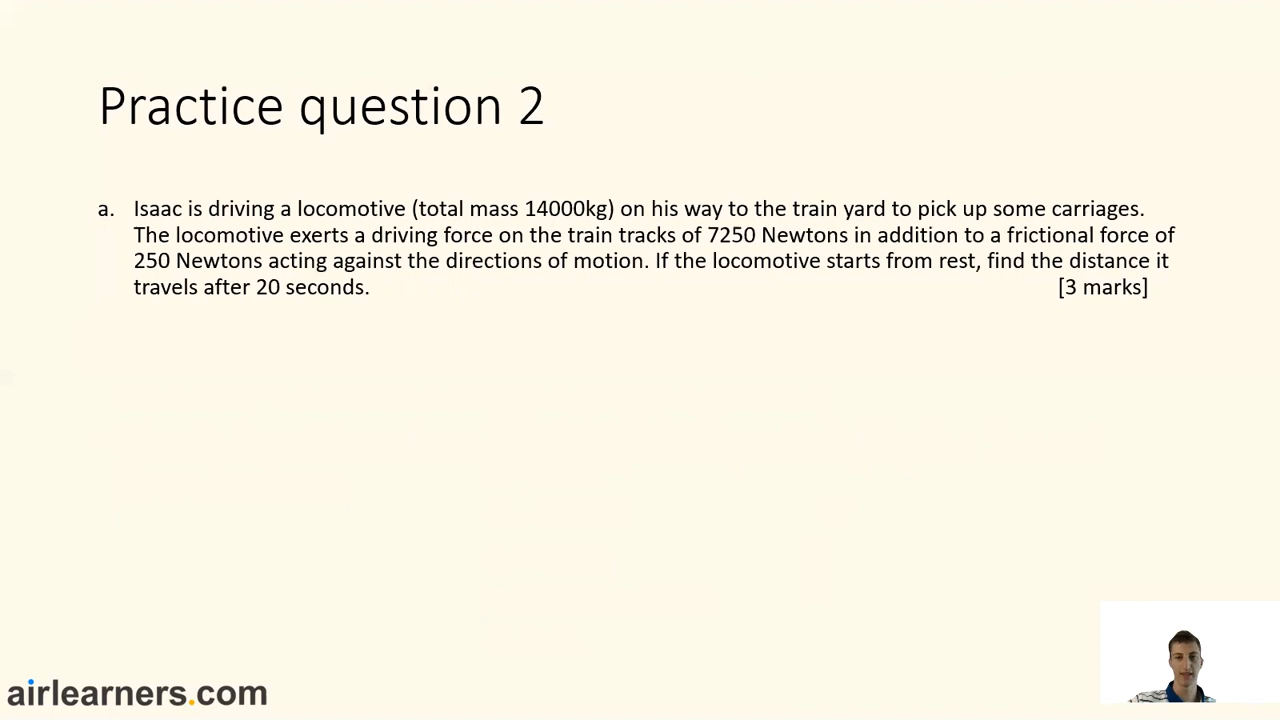 Practice question 2
a. Isaac is driving a locomotive (total mass 14000kg) on his way to the train yard to pick up some carriages.
The locomotive exerts a driving force on the train tracks of 7250 Newtons in addition to a frictional force of
250 Newtons acting against the directions of motion. If the locomotive starts from rest, find the distance it
travels after 20 seconds. [3 marks]
airlearners.com